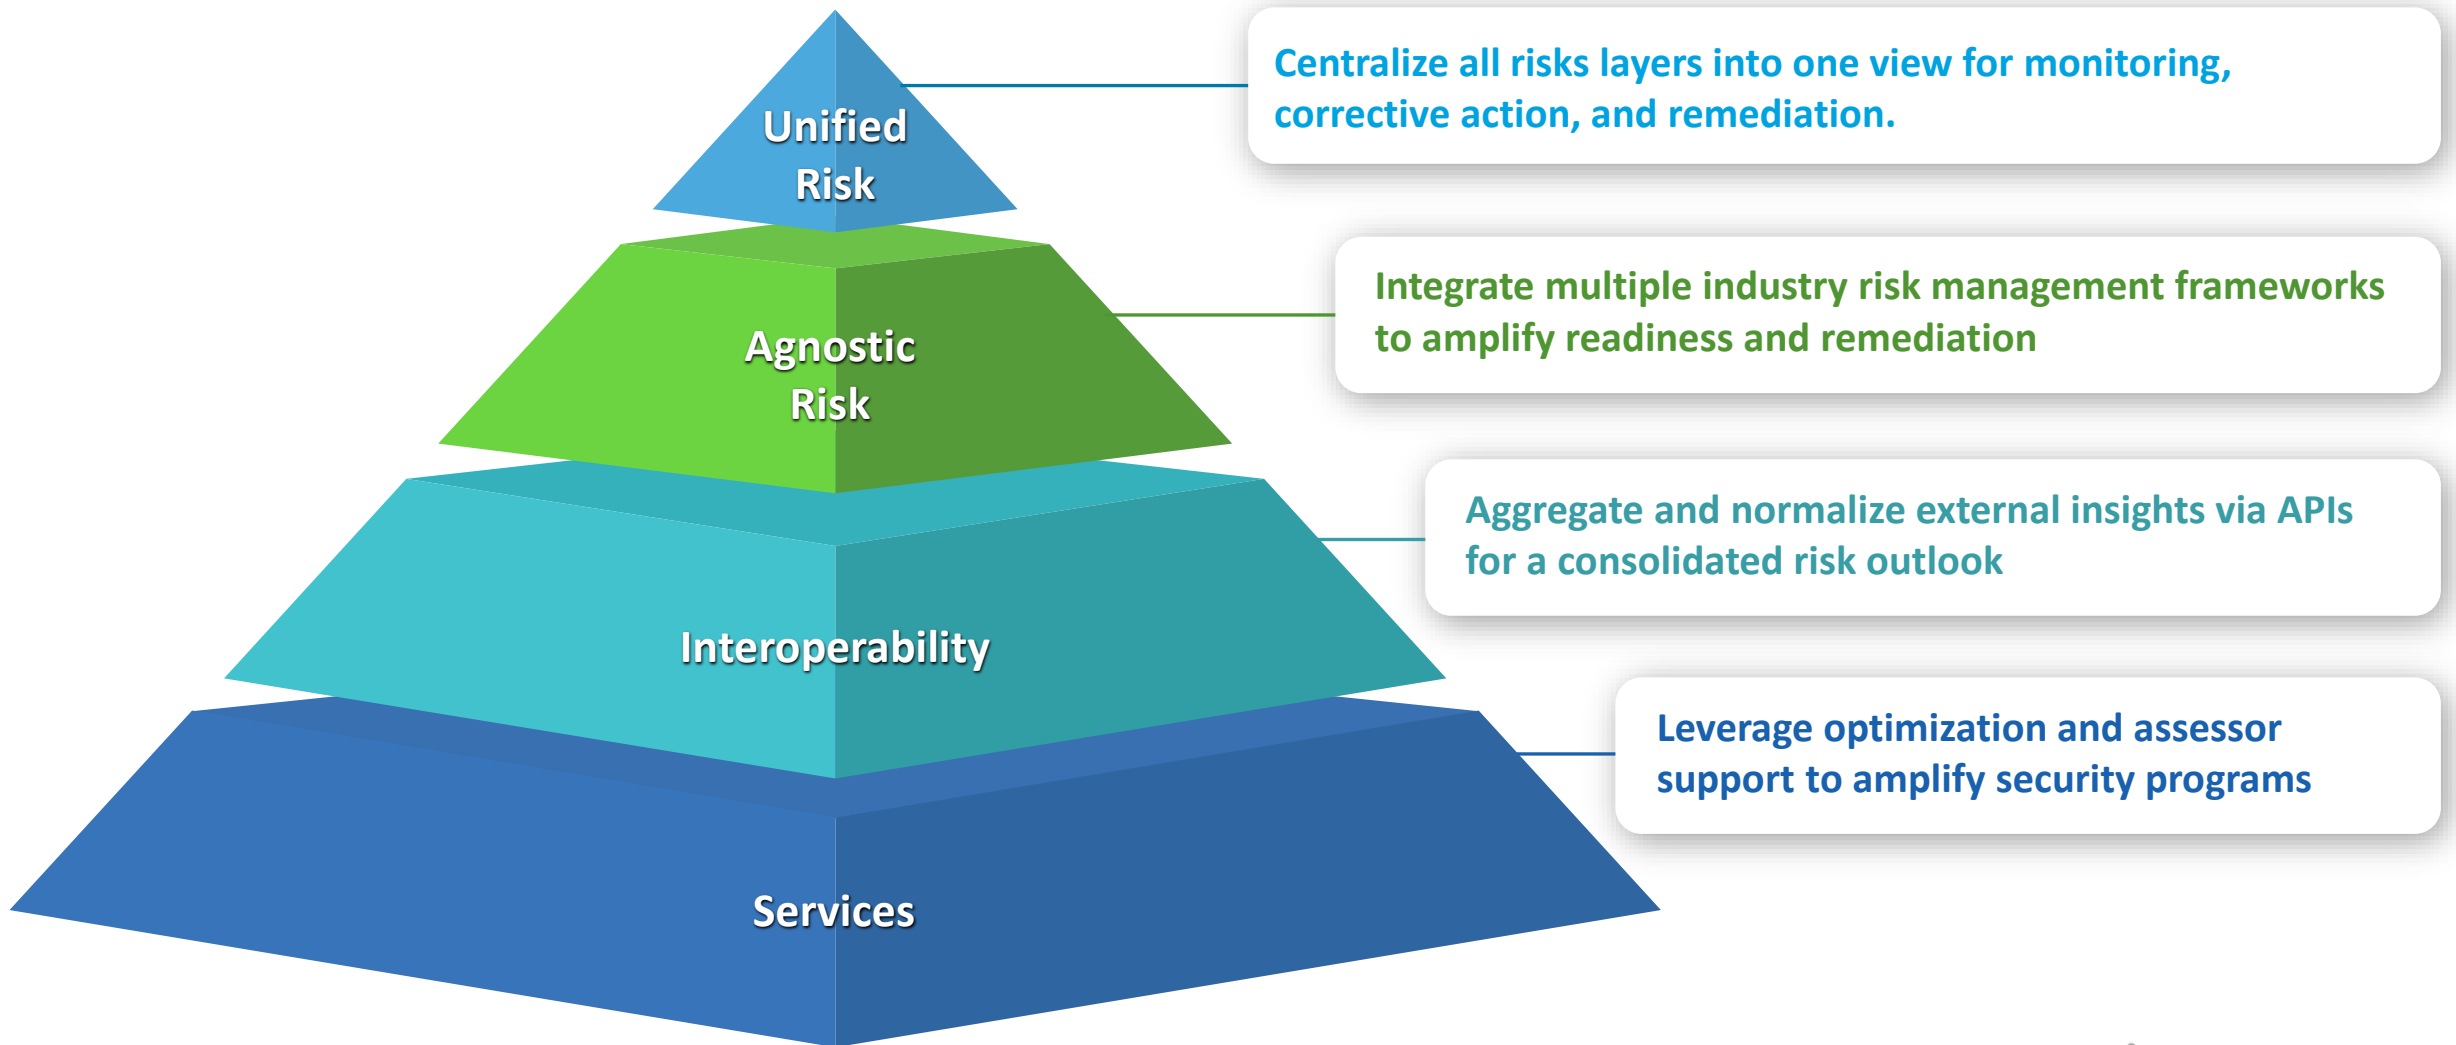 Unified
Risk
Centralize all risks layers into one view for monitoring,
corrective action, and remediation.
Agnostic
Risk
Integrate multiple industry risk management frameworks
to amplify readiness and remediation
Interoperability
Aggregate and normalize external insights via APIs
for a consolidated risk outlook
Services
Leverage optimization and assessor
support to amplify security programs